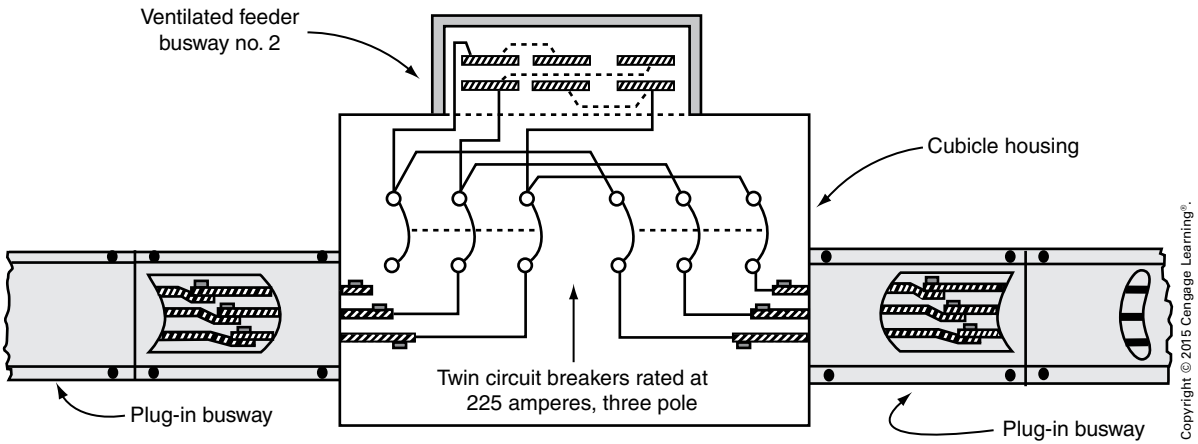 Ventilated feeder
busway no. 2
Cubicle housing
Twin circuit breakers rated at
225 amperes, three pole
Plug-in busway
Plug-in busway
Copyright © 2015 Cengage Learning®.